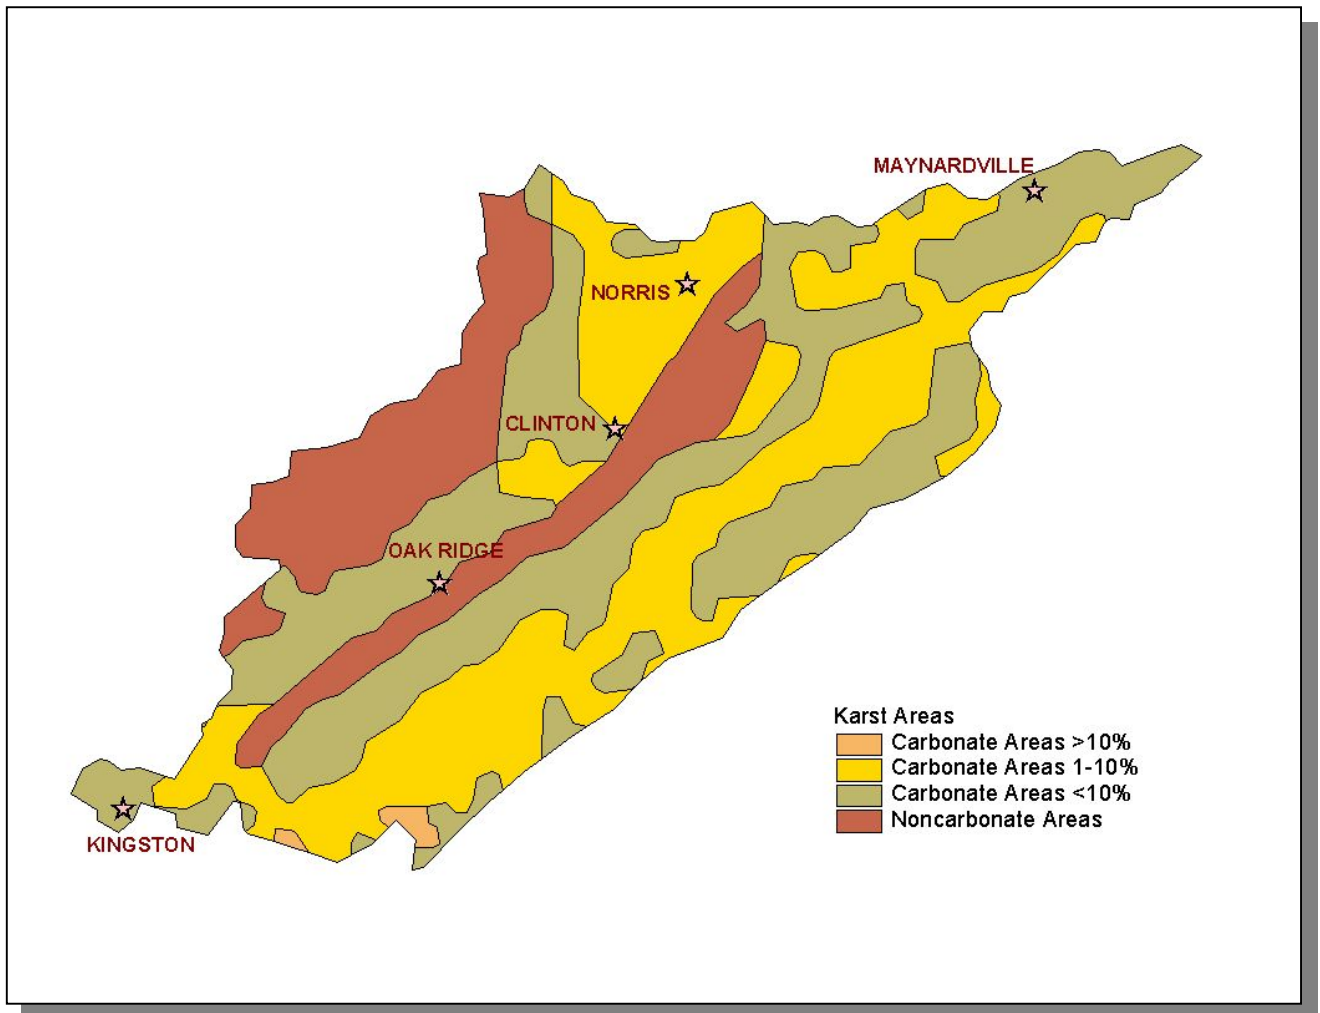 MAYNARDVILLE
NORRIS
CLINTON
OAK RIDGE
KINGSTON
Karst Areas
Carbonate Areas >10%
Carbonate Areas 1-10%
Carbonate Areas <10%
Noncarbonate Areas